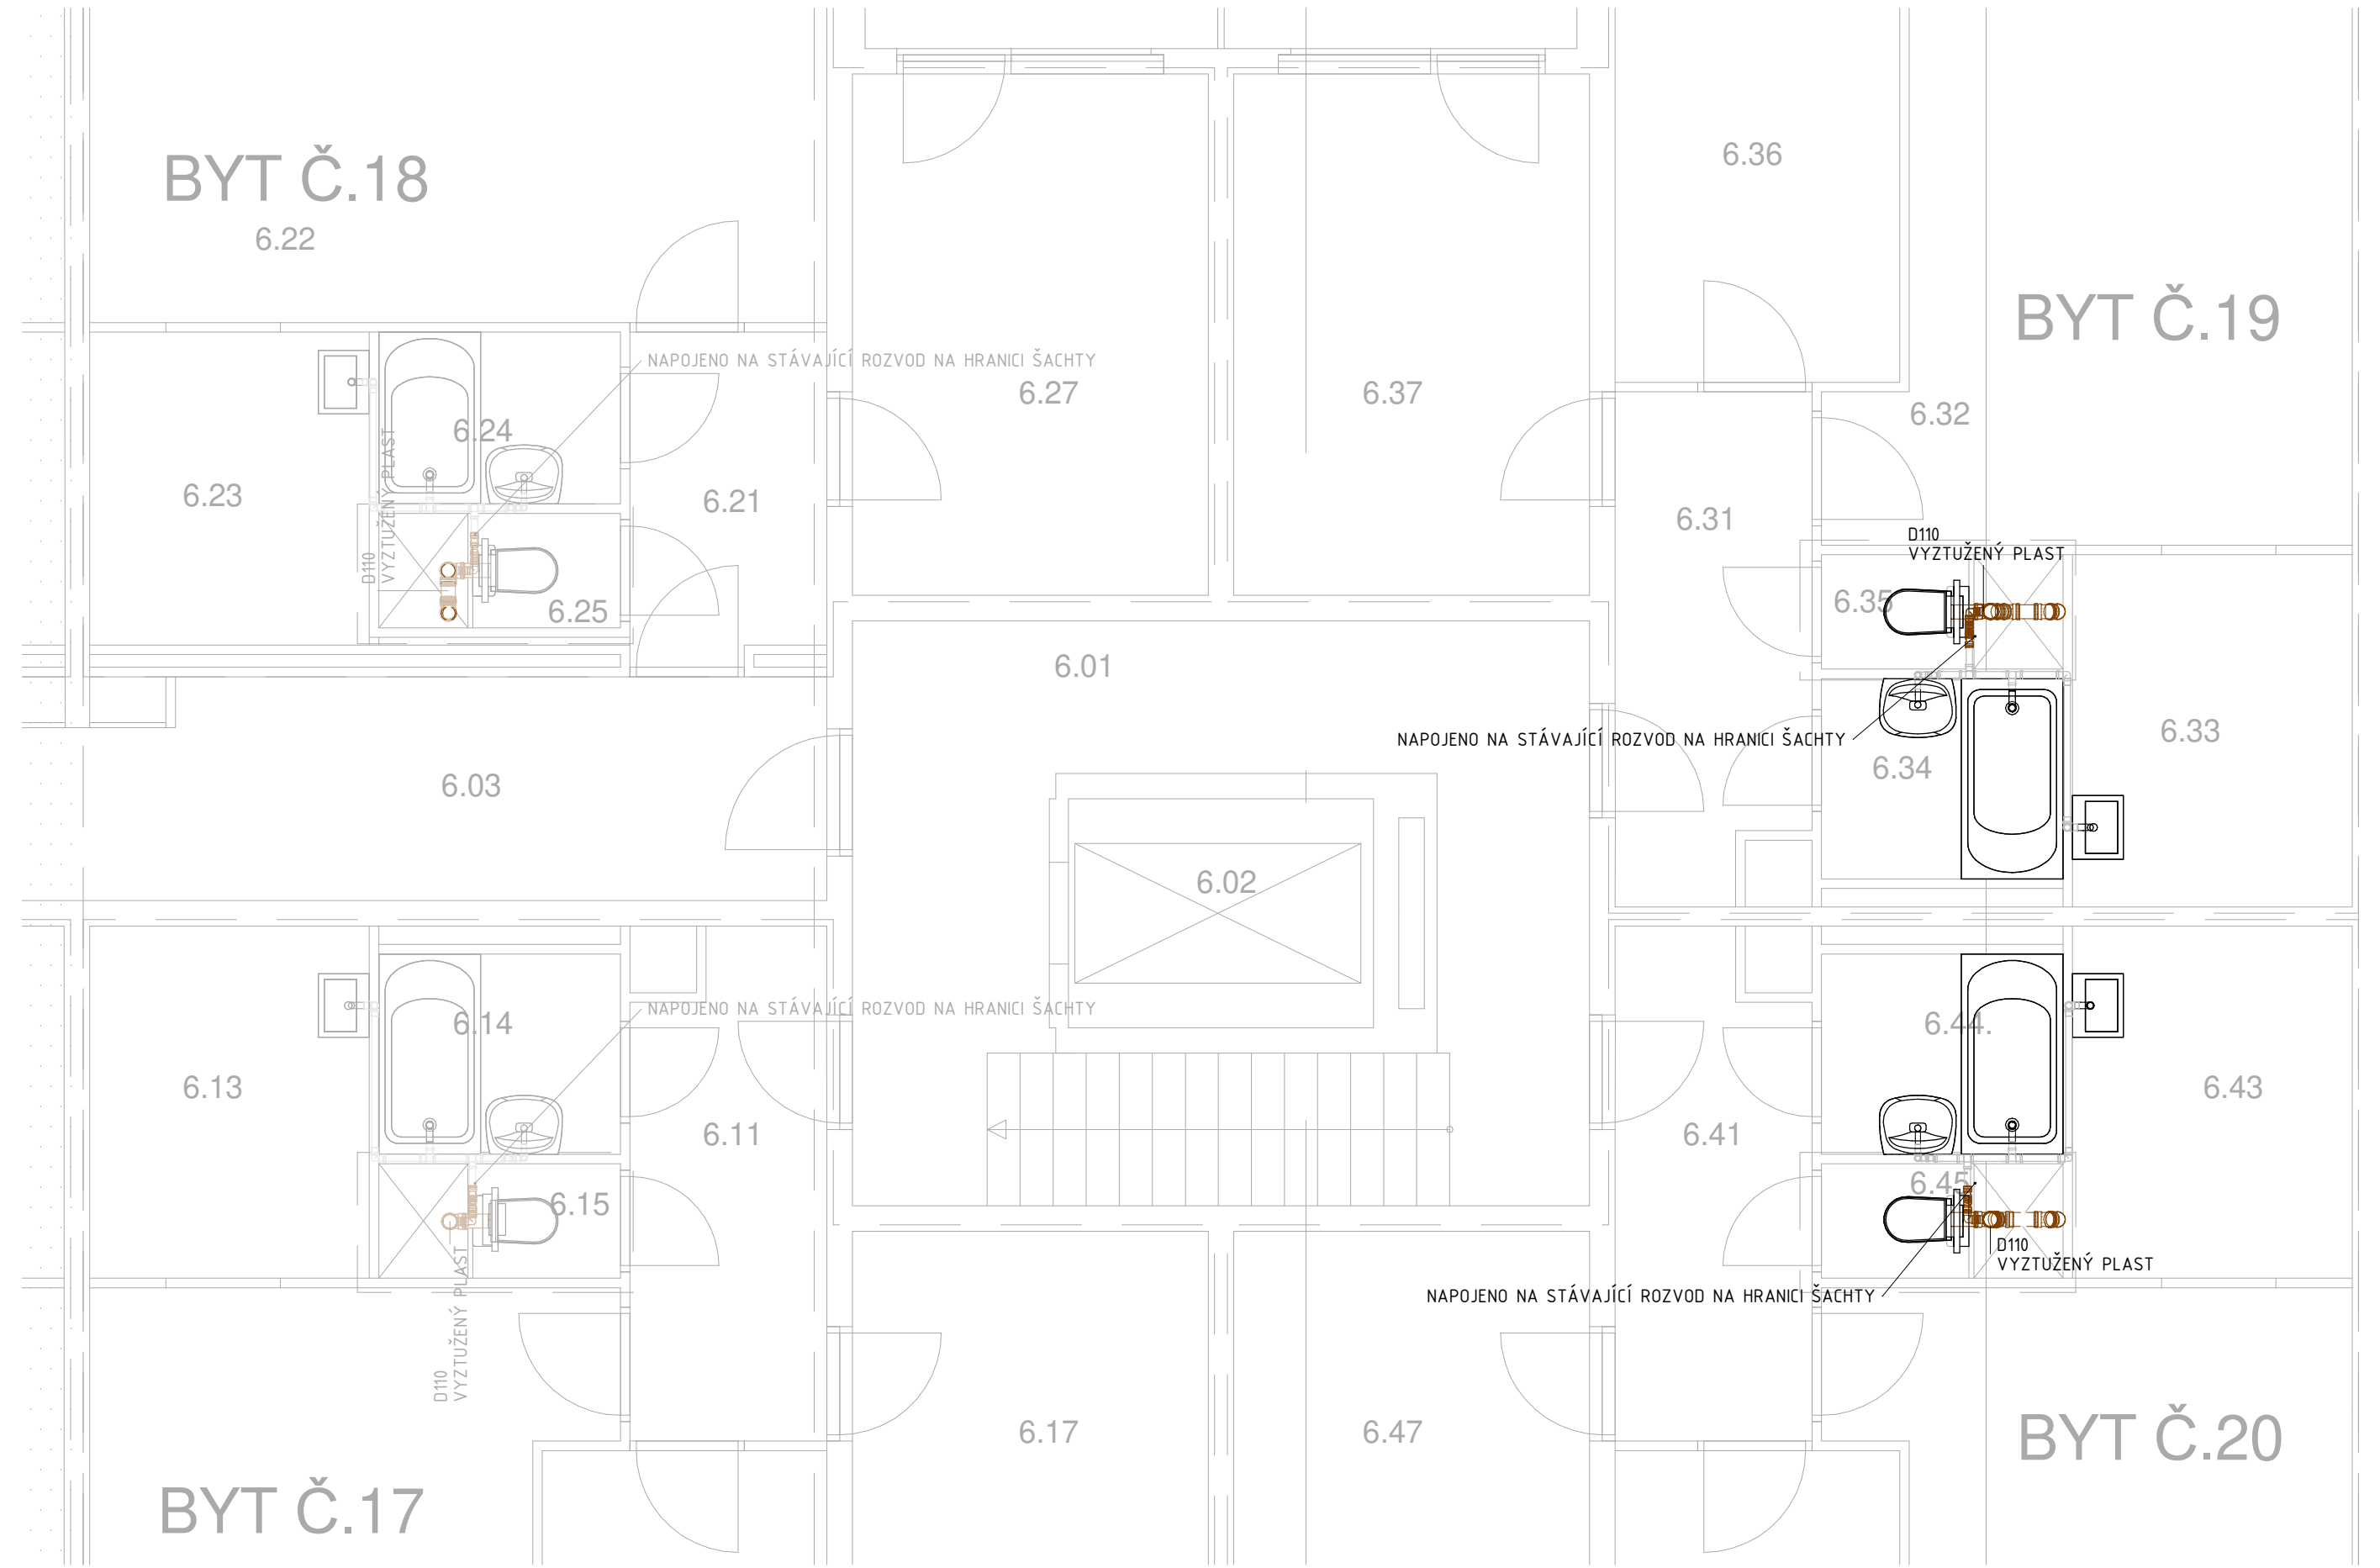 BYT Č.18
6.22
6.36
BYT Č.19
NAPOJENO NA STÁVAJÍCÍ ROZVOD NA HRANICI ŠACHTY
6.27
6.37
6.32
6.24
6.23
6.21
6.31
D110
VYZTUŽENÝ PLAST
D110
VYZTUŽENÝ PLAST
6.25
6.35
6.01
NAPOJENO NA STÁVAJÍCÍ ROZVOD NA HRANICI ŠACHTY
6.33
6.34
6.03
6.02
NAPOJENO NA STÁVAJÍCÍ ROZVOD NA HRANICI ŠACHTY
6.14
6.44.
6.13
6.43
6.11
6.41
6.15
6.45
D110
VYZTUŽENÝ PLAST
D110
VYZTUŽENÝ PLAST
NAPOJENO NA STÁVAJÍCÍ ROZVOD NA HRANICI ŠACHTY
6.17
6.47
BYT Č.20
BYT Č.17